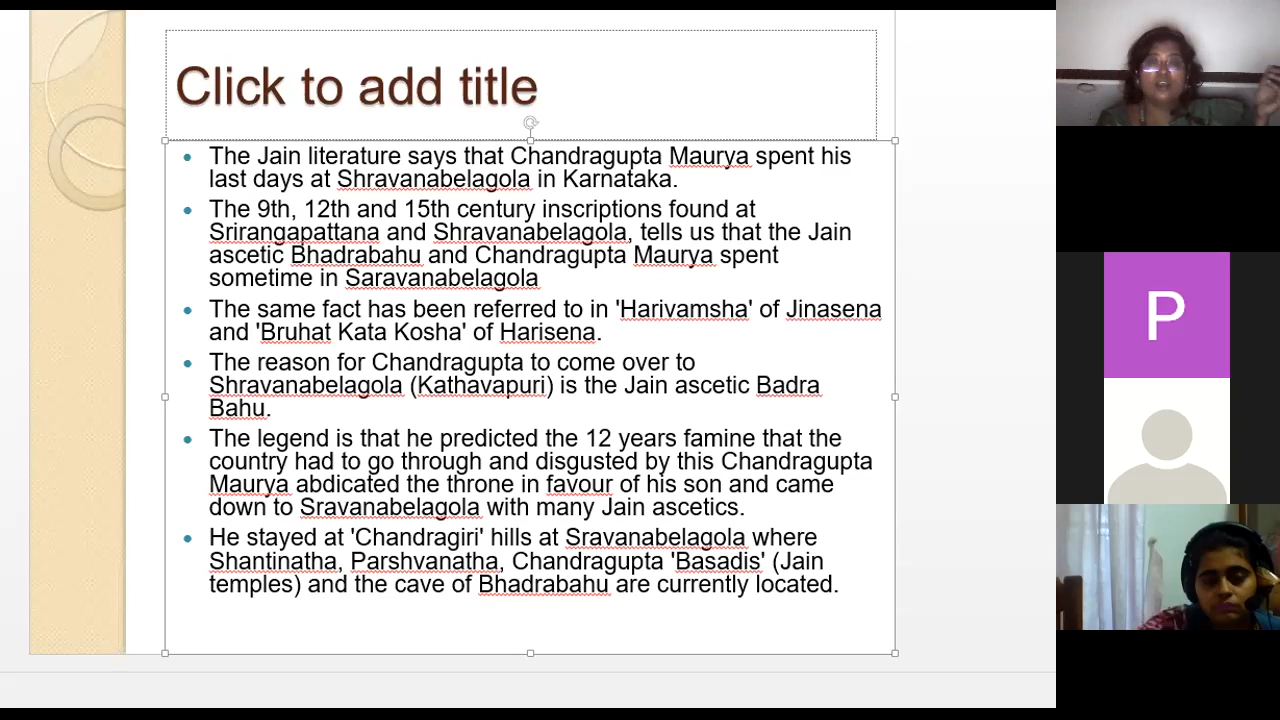 Click to add title
The Jain literature says that Chandragupta Maurya spent his
last days at Shravanabelagola in Karnataka.
The 9th, 12th and 15th century inscriptions found at
Srirangapattana and Shravanabelagola, tells us that the Jain
ascetic Bhadrabahu and Chandragupta Maurya spent
sometime in Saravanabelagola
The same fact has been referred to in 'Harivamsha' of Jinasena
and 'Bruhat Kata Kosha' of Harisena.
The reason for Chandragupta to come over to
Shravanabelagola (Kathavapuri) is the Jain ascetic Badra
Bahu.
The legend is that he predicted the 12 years famine that the
country had to go through and disgusted by this Chandragupta
Maurya abdicated the throne in favour of his son and came
down to Sravanabelagola with many Jain ascetics.
He stayed at 'Chandragiri' hills at Sravanabelagola where
Shantinatha, Parshvanatha, Chandragupta 'Basadis' (Jain
temples) and the cave of Bhadrabahu are currently located.
P